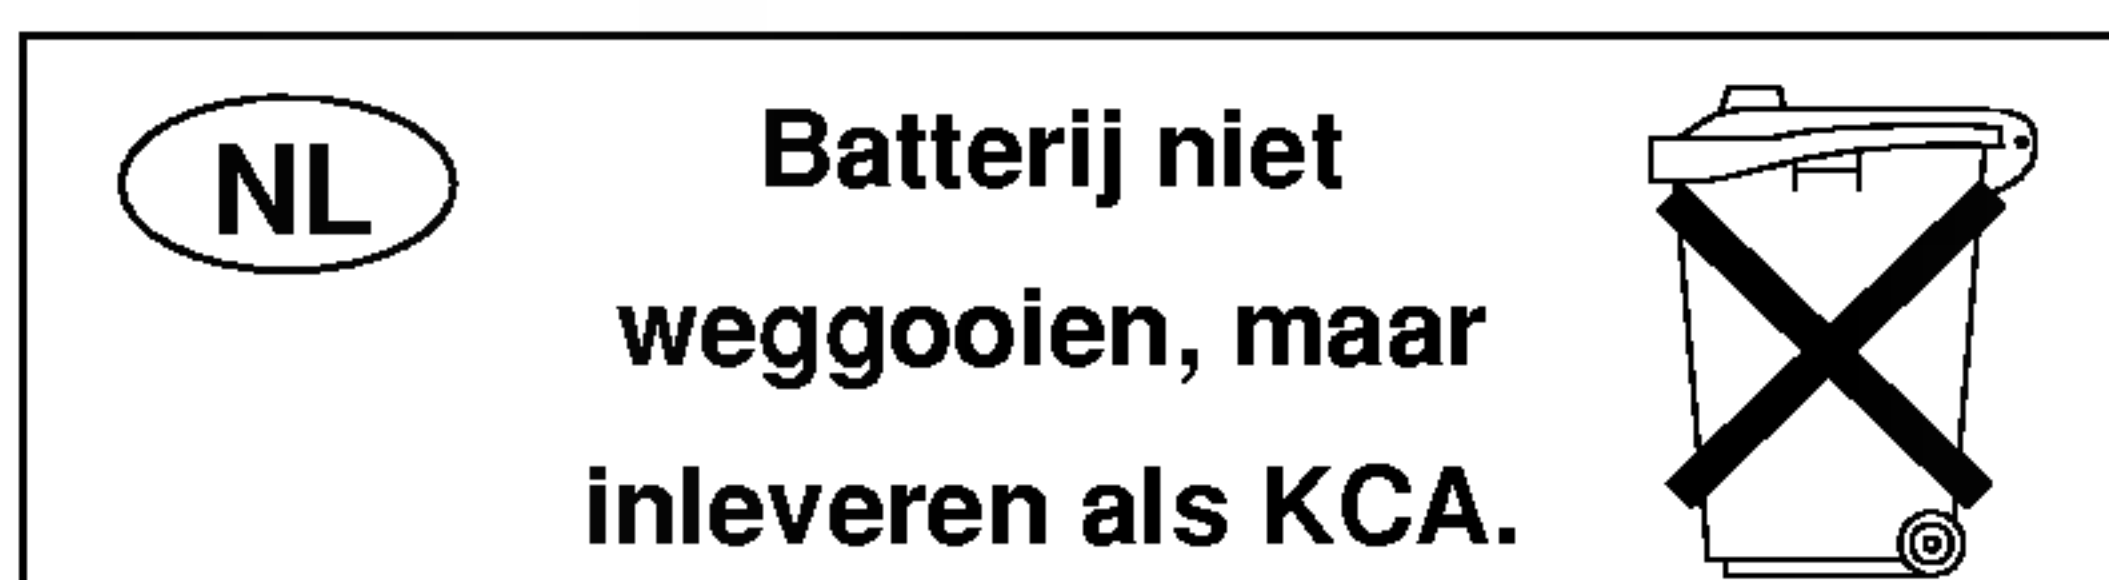 NL
Batterij niet
weggooien, maar
inleveren als KCA.